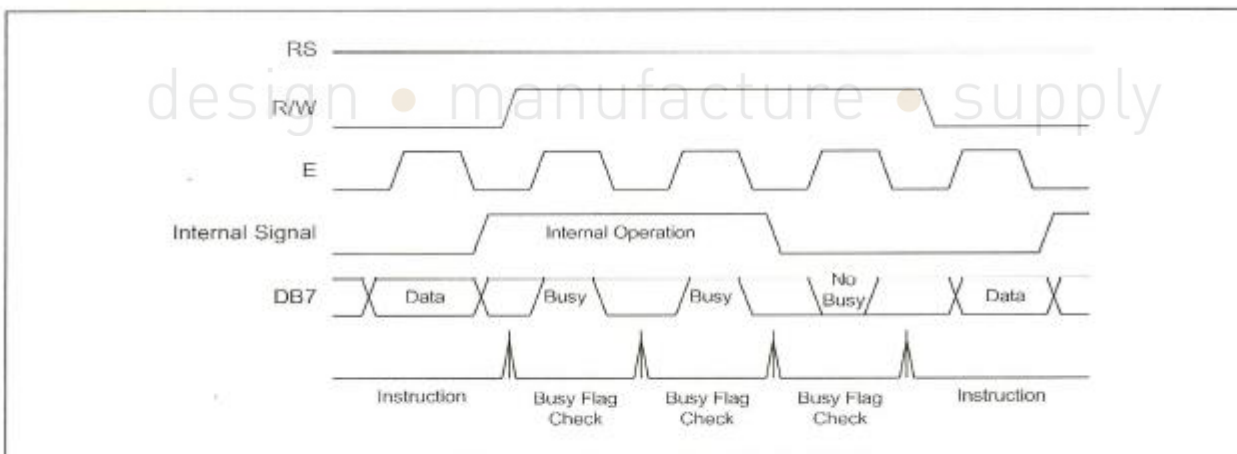 RS
design • manufacture • supply
R/W
E
Internal Signal
Internal Operation
DB7
Data
Busy
Busy
No
Busy
Data
Instruction
Busy Flag
Check
Busy Flag
Check
Busy Flag
Check
Instruction